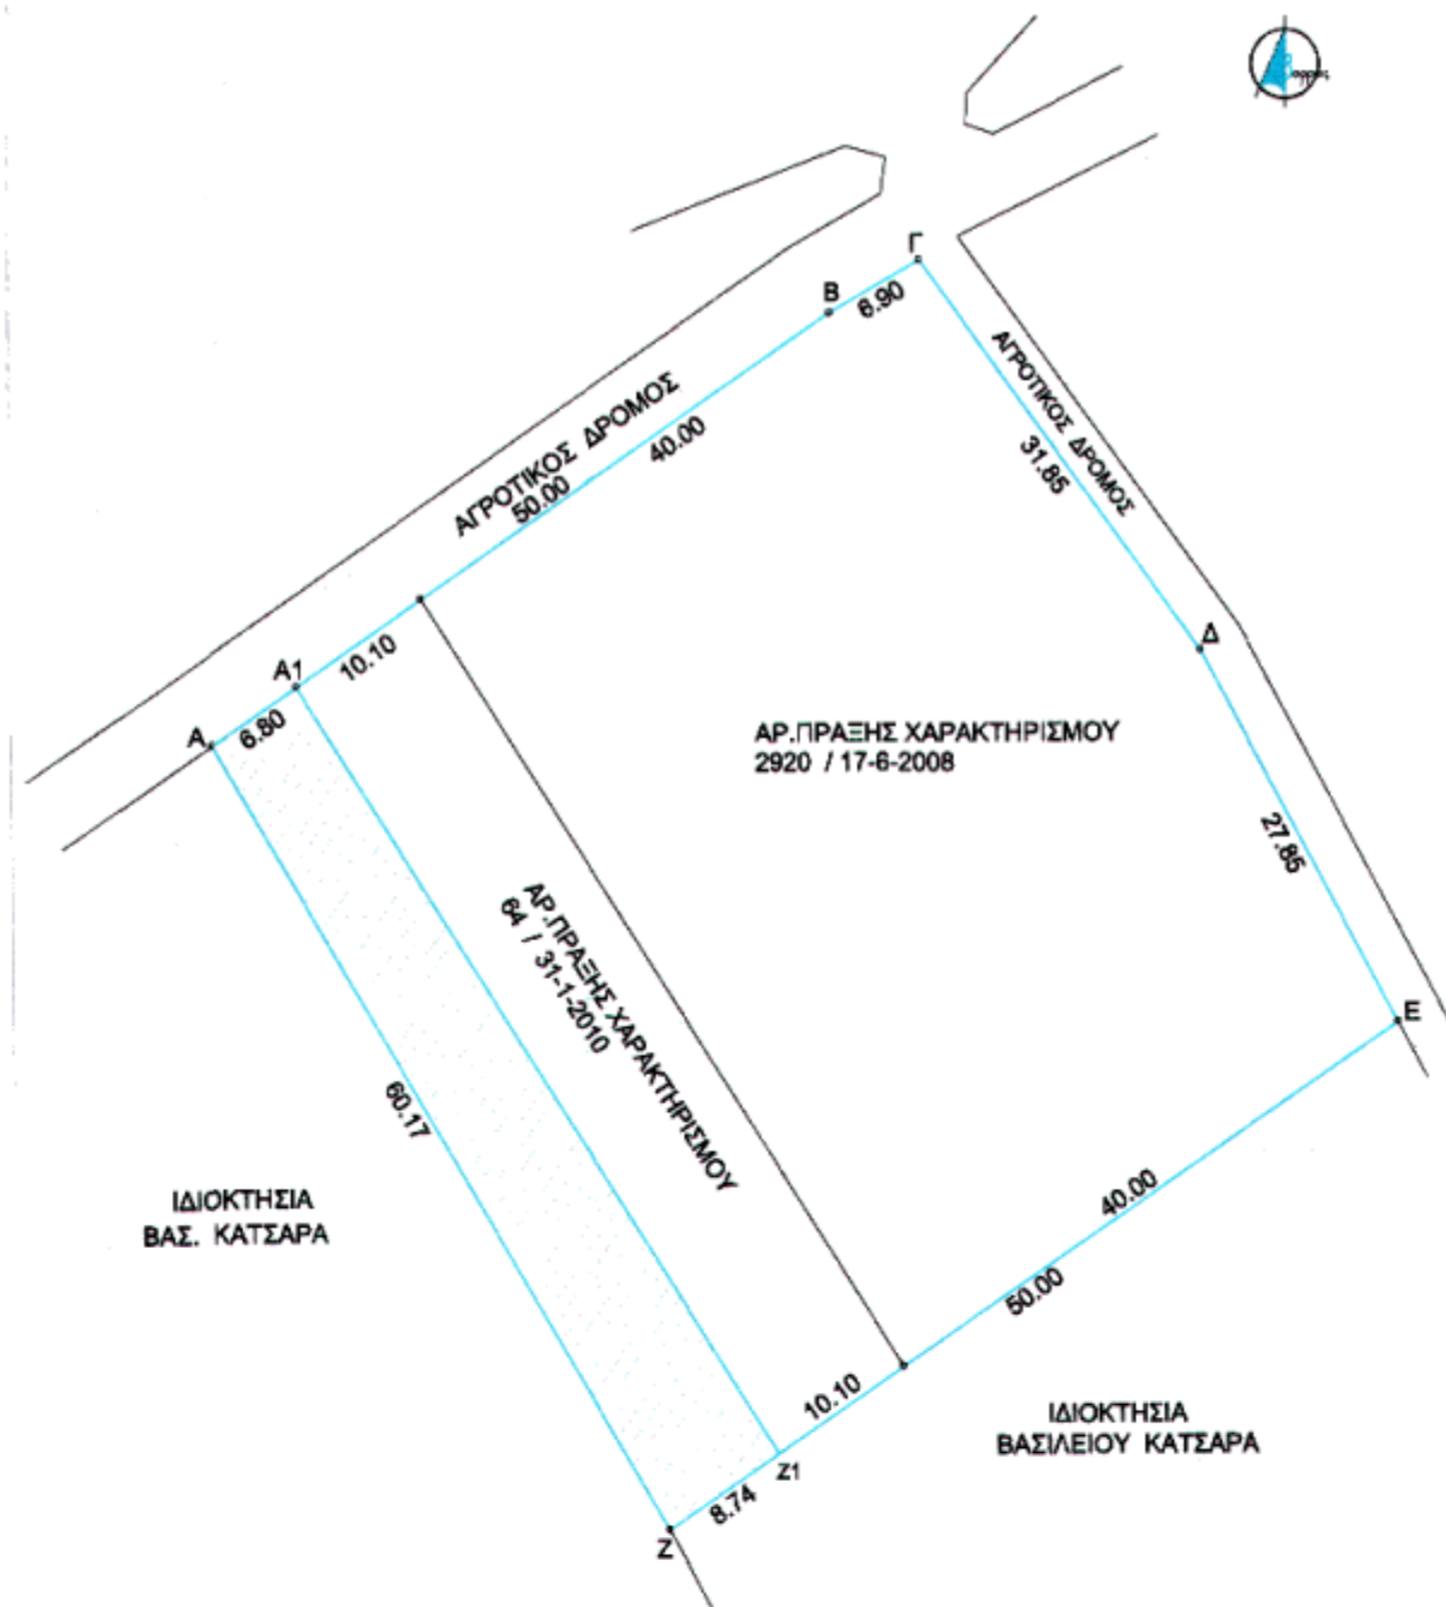 Βορράς
Γ
Β
6.90
ΑΓΡΟΤΙΚΟΣ ΔΡΟΜΟΣ
40.00
50.00
ΑΓΡΟΤΙΚΟΣ ΔΡΟΜΟΣ
31.85
Δ
Α1
10.10
Α
6.80
ΑΡ.ΠΡΑΞΗΣ ΧΑΡΑΚΤΗΡΙΣΜΟΥ
2920 / 17-6-2008
27.85
ΑΡ.ΠΡΑΞΗΣ ΧΑΡΑΚΤΗΡΙΣΜΟΥ
64 / 31-1-2010
Ε
60.17
ΙΔΙΟΚΤΗΣΙΑ
ΒΑΣ. ΚΑΤΣΑΡΑ
40.00
50.00
10.10
ΙΔΙΟΚΤΗΣΙΑ
ΒΑΣΙΛΕΙΟΥ ΚΑΤΣΑΡΑ
Ζ1
8.74
Ζ